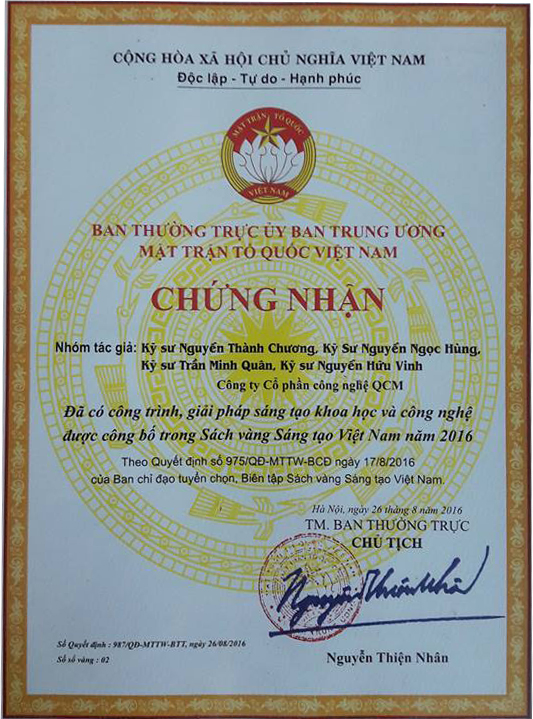 CỘNG HÒA XÃ HỘI CHỦ NGHĨA VIỆT NAM
Độc lập - Tự do - Hạnh phúc
MẶT TRẬN TỔ QUỐC
VIỆT NAM
BAN THƯỜNG TRỰC ỦY BAN TRUNG ƯƠNG
MẶT TRẬN TỔ QUỐC VIỆT NAM
CHỨNG NHẬN
Nhóm tác giả: Kỹ sư Nguyễn Thành Chương, Kỹ Sư Nguyễn Ngọc Hùng,
Kỹ sư Trần Minh Quân, Kỹ sư Nguyễn Hữu Vinh
Công ty Cổ phần công nghệ QCM
Đã có công trình, giải pháp sáng tạo khoa học và công nghệ
được công bố trong Sách vàng Sáng tạo Việt Nam năm 2016
Theo Quyết định số 975/QĐ-MTTW-BCĐ ngày 17/8/2016
của Ban chỉ đạo tuyển chọn, Biên tập Sách vàng Sáng tạo Việt Nam.
Hà Nội, ngày 26 tháng 8 năm 2016
TM. BAN THƯỜNG TRỰC
CHỦ TỊCH
Nguyễn Thiện Nhân
Số Quyết định : 987/QĐ-MTTW-BTT, ngày 26/08/2016
Số sổ vàng : 02
Nguyễn Thiện Nhân